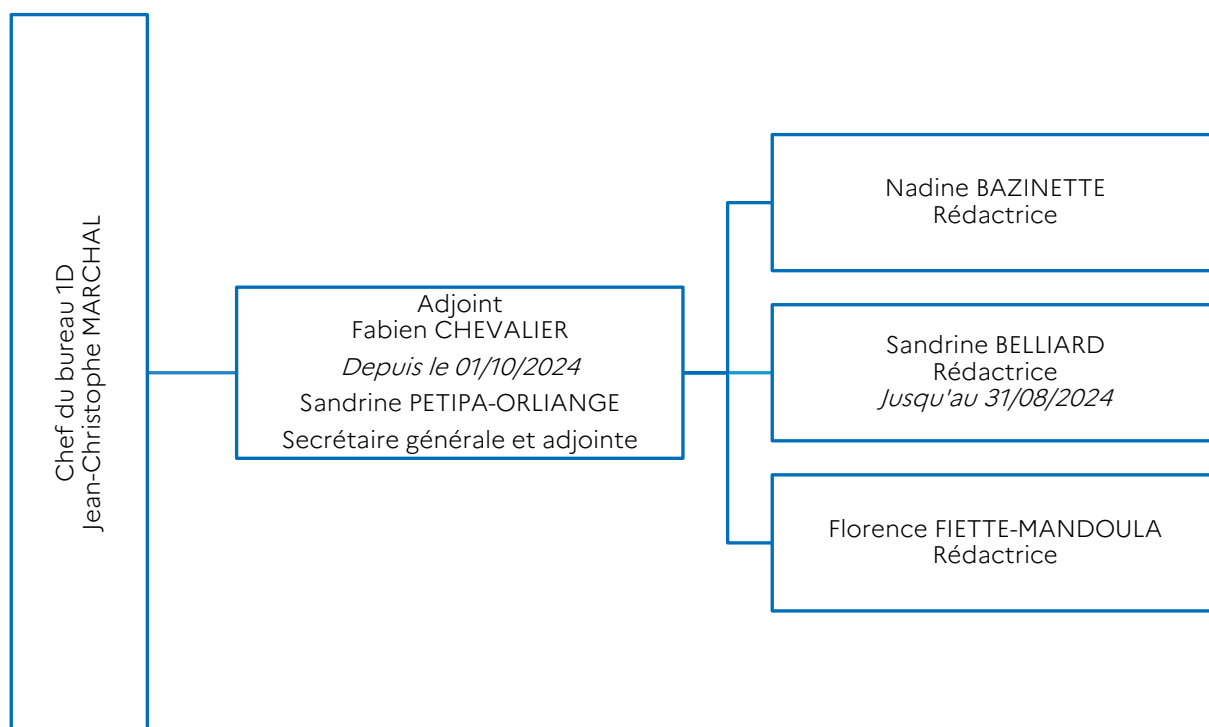 Chef du bureau 1D
Jean-Christophe MARCHAL
Adjoint
Fabien CHEVALIER
Depuis le 01/10/2024
Sandrine PETIPA-ORLIANGE
Secrétaire générale et adjointe
Nadine BAZINETTE
Rédactrice
Sandrine BELLIARD
Rédactrice
Jusqu'au 31/08/2024
Florence FIETTE-MANDOULA
Rédactrice